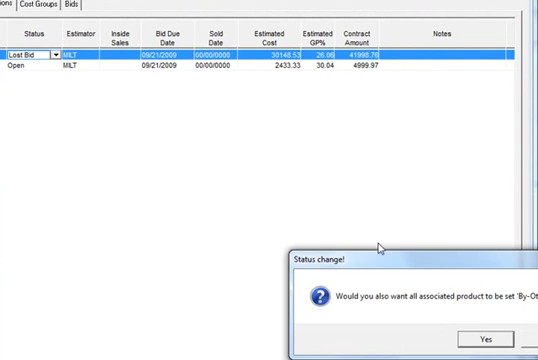 ions Cost Groups Bids
Status Estimator Inside Sales Bid Due Date Sold Date Estimated Cost Estimated GP% Contract Amount Notes
Lost Bid MILT 09/21/2009 00/00/0000 30148.53 26.06 41998.76
Open MILT 09/21/2009 00/00/0000 2433.33 30.04 4999.97
Status change!
Would you also want all associated product to be set 'By-Ot
Yes